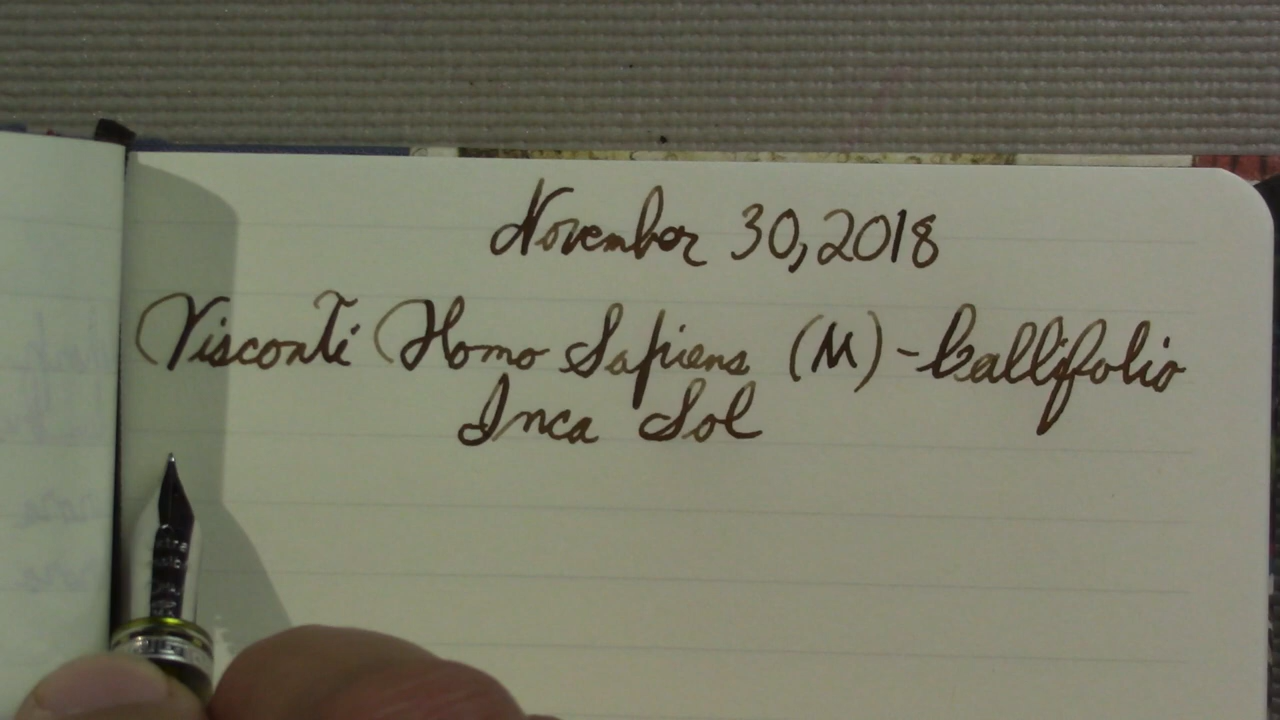 November 30, 2018
Visconti Homo Sapiens (M) - Callifolio
Inca Sol